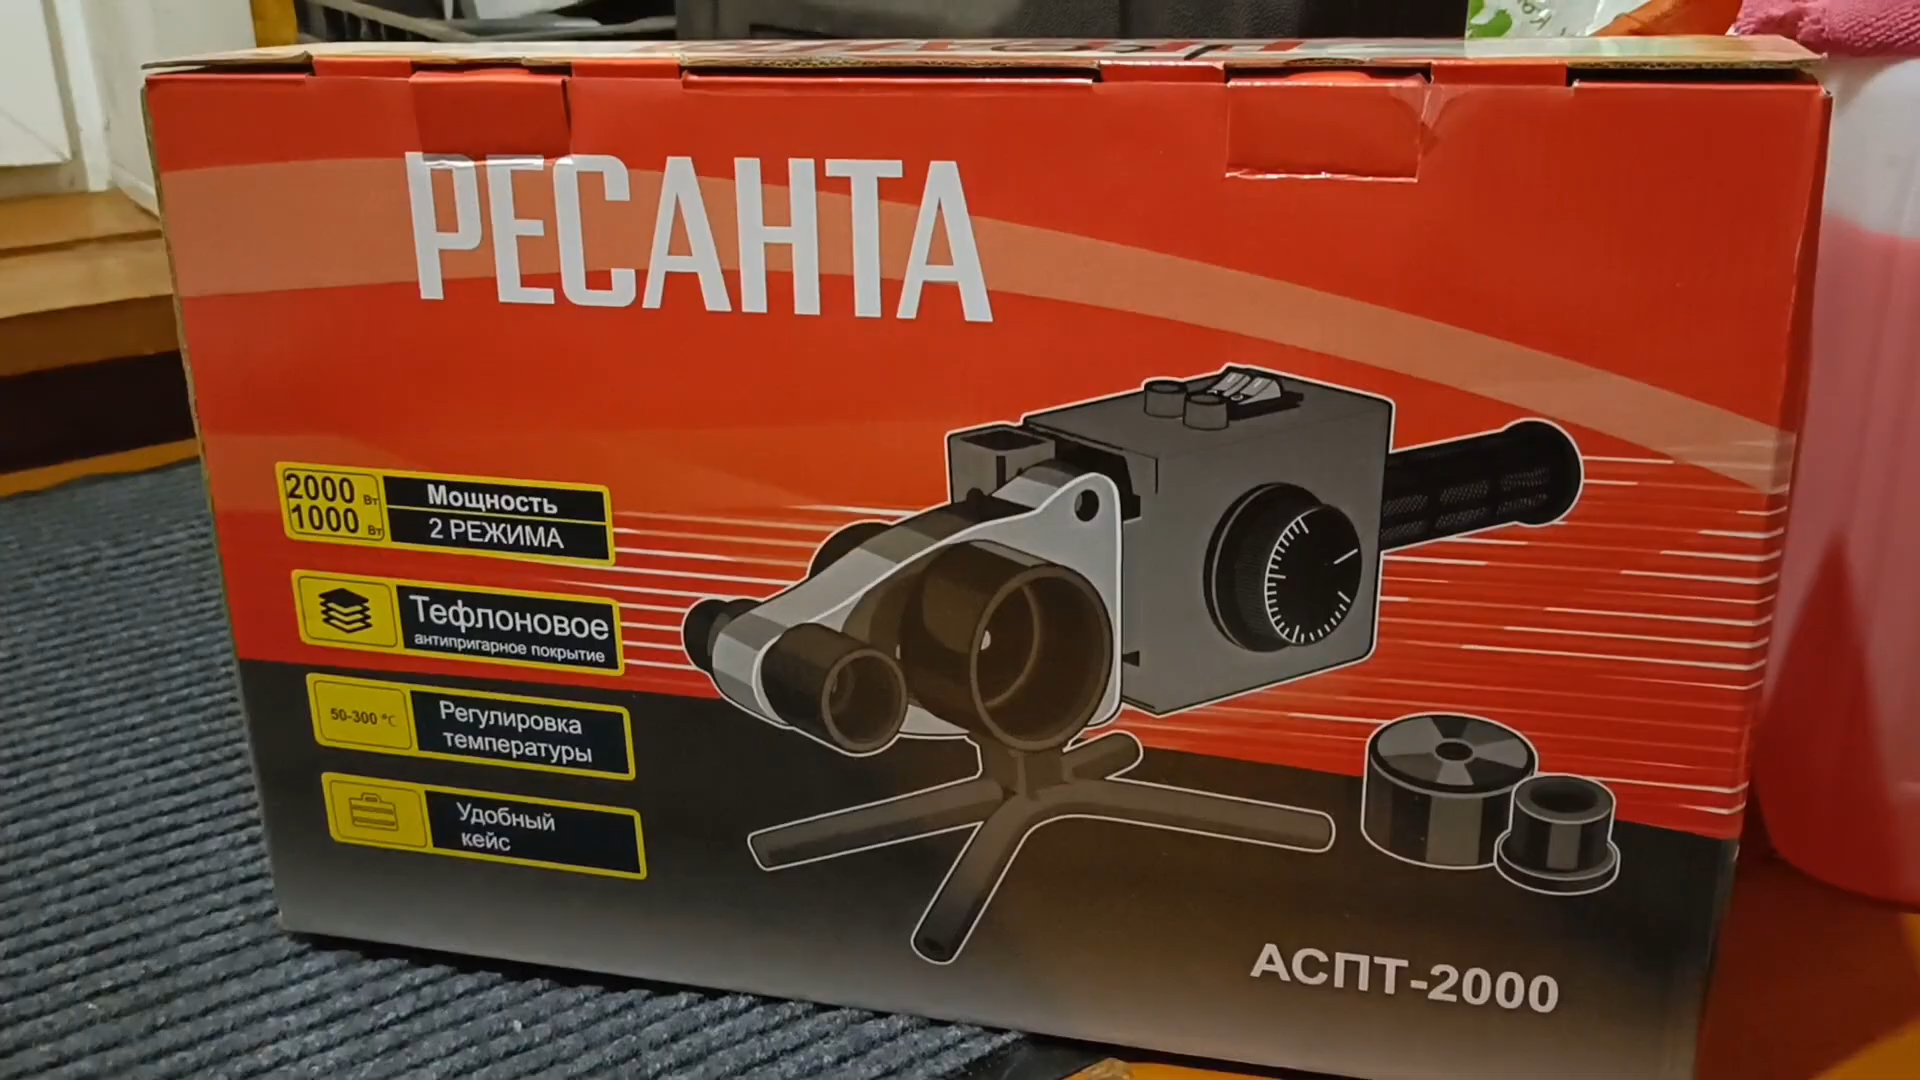 РЕСАНТА
2000 Вт
1000 Вт
Мощность
2 РЕЖИМА
Тефлоновое
антипригарное покрытие
50-300 °C
Регулировка
температуры
Удобный
кейс
АСПТ-2000